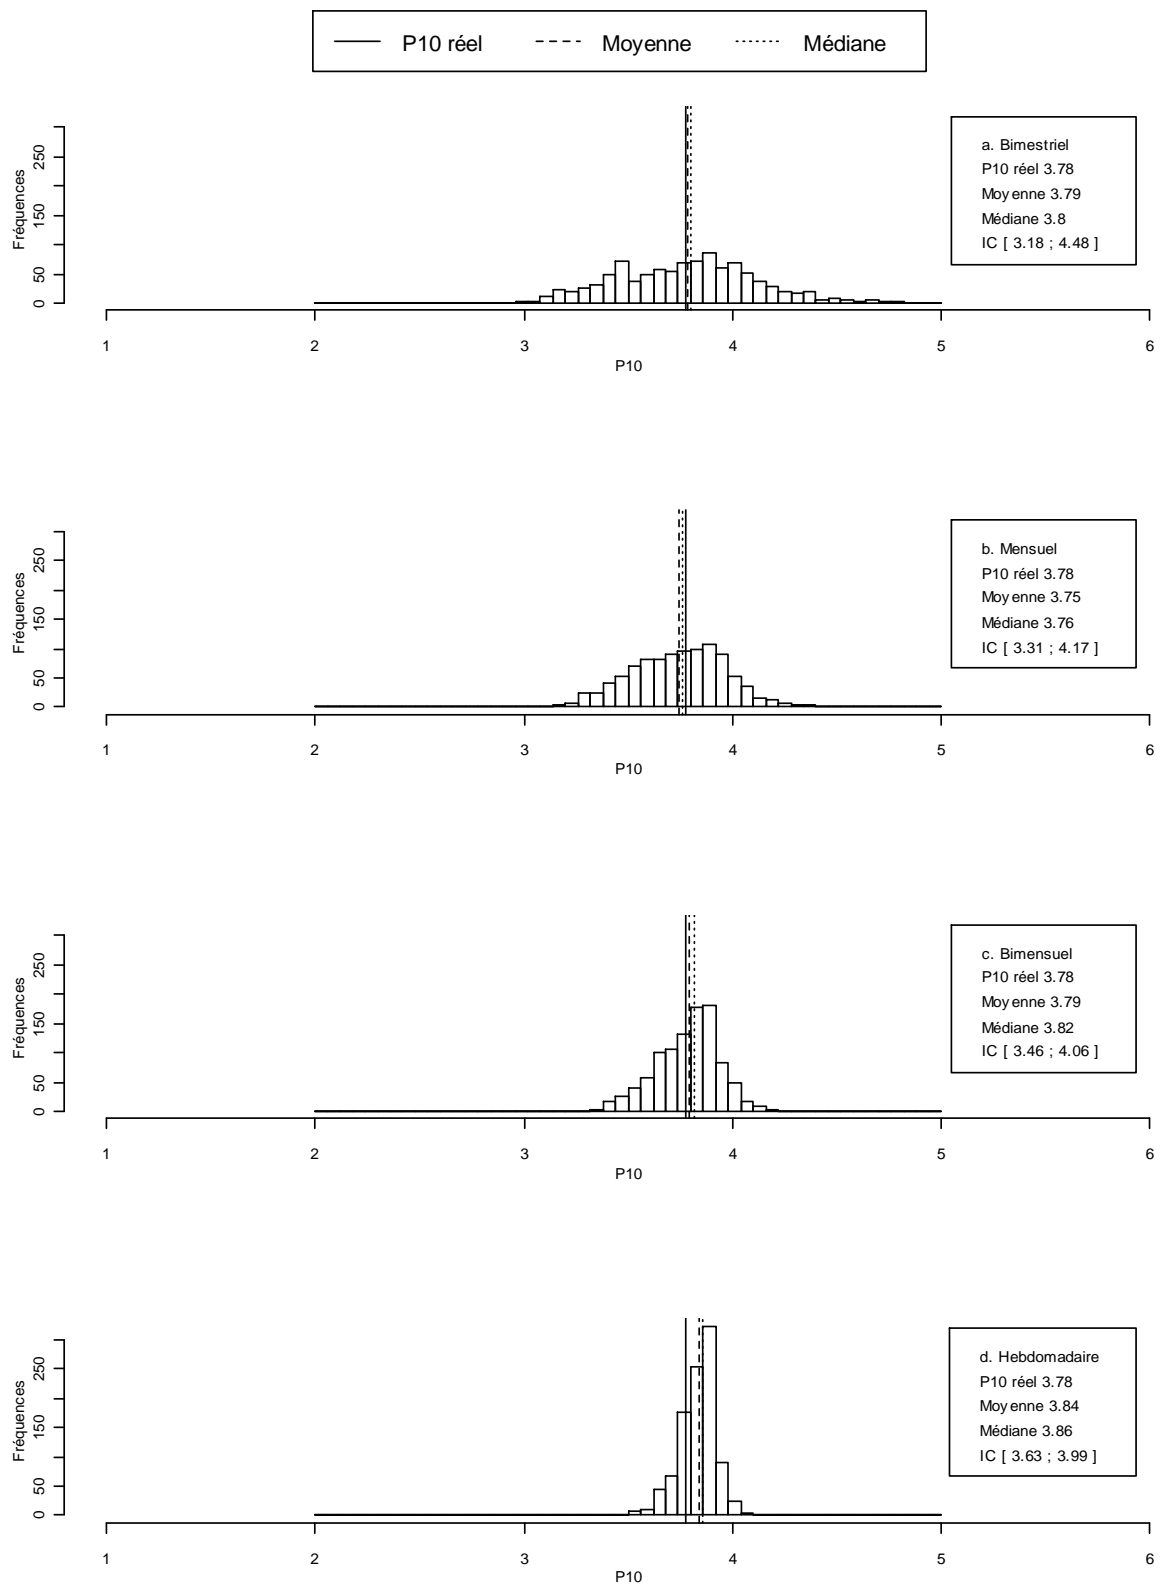 P10 réel Moyenne Médiane
a. Bimestriel
P10 réel 3.78
Moyenne 3.79
Médiane 3.8
IC [ 3.18 ; 4.48 ]
Fréquences
0 50 150 250
1 2 3 4 5 6
P10
b. Mensuel
P10 réel 3.78
Moyenne 3.75
Médiane 3.76
IC [ 3.31 ; 4.17 ]
Fréquences
0 50 150 250
1 2 3 4 5 6
P10
c. Bimensuel
P10 réel 3.78
Moyenne 3.79
Médiane 3.82
IC [ 3.46 ; 4.06 ]
Fréquences
0 50 150 250
1 2 3 4 5 6
P10
d. Hebdomadaire
P10 réel 3.78
Moyenne 3.84
Médiane 3.86
IC [ 3.63 ; 3.99 ]
Fréquences
0 50 150 250
1 2 3 4 5 6
P10